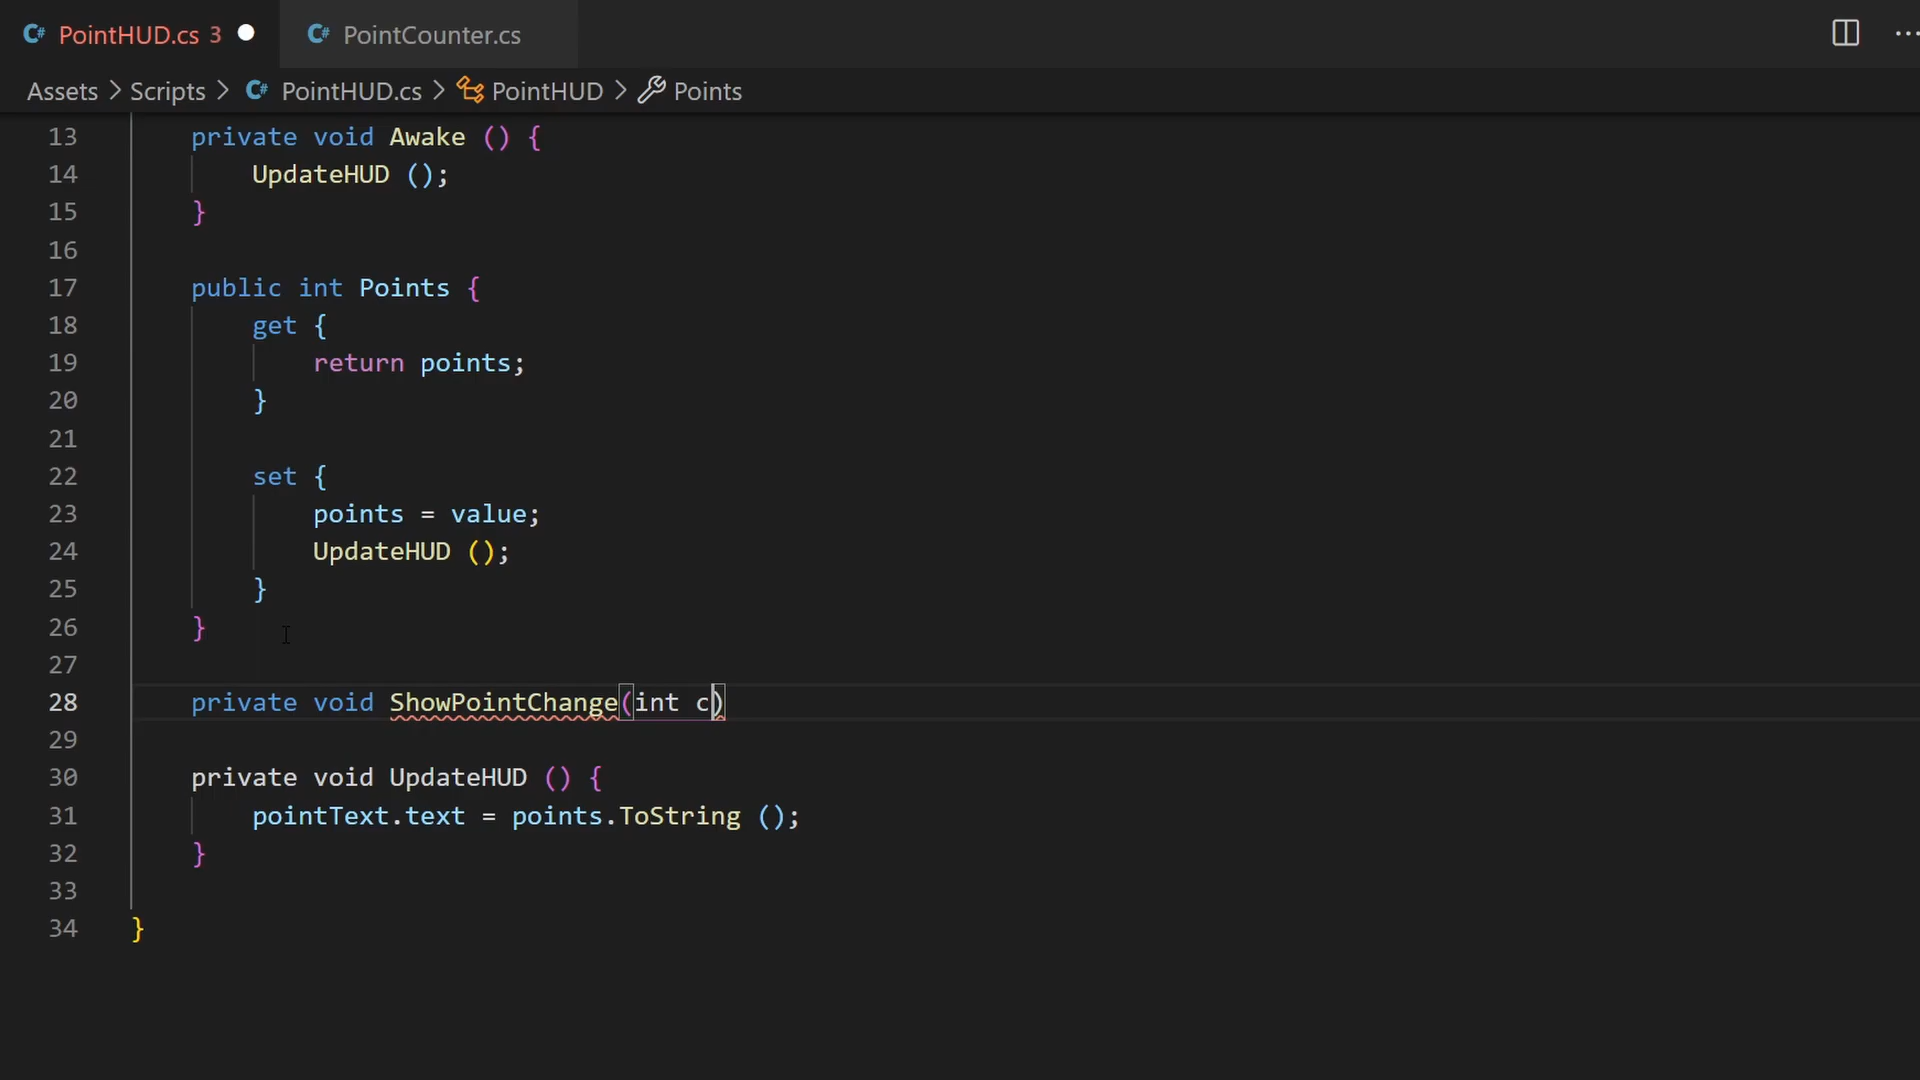 C# PointHUD.cs 3 C# PointCounter.cs
Assets > Scripts > C# PointHUD.cs > PointHUD > Points
13 private void Awake () {
14 UpdateHUD ();
15 }
16
17 public int Points {
18 get {
19 return points;
20 }
21
22 set {
23 points = value;
24 UpdateHUD ();
25 }
26 }
27
28 private void ShowPointChange(int c)
29
30 private void UpdateHUD () {
31 pointText.text = points.ToString ();
32 }
33
34 }